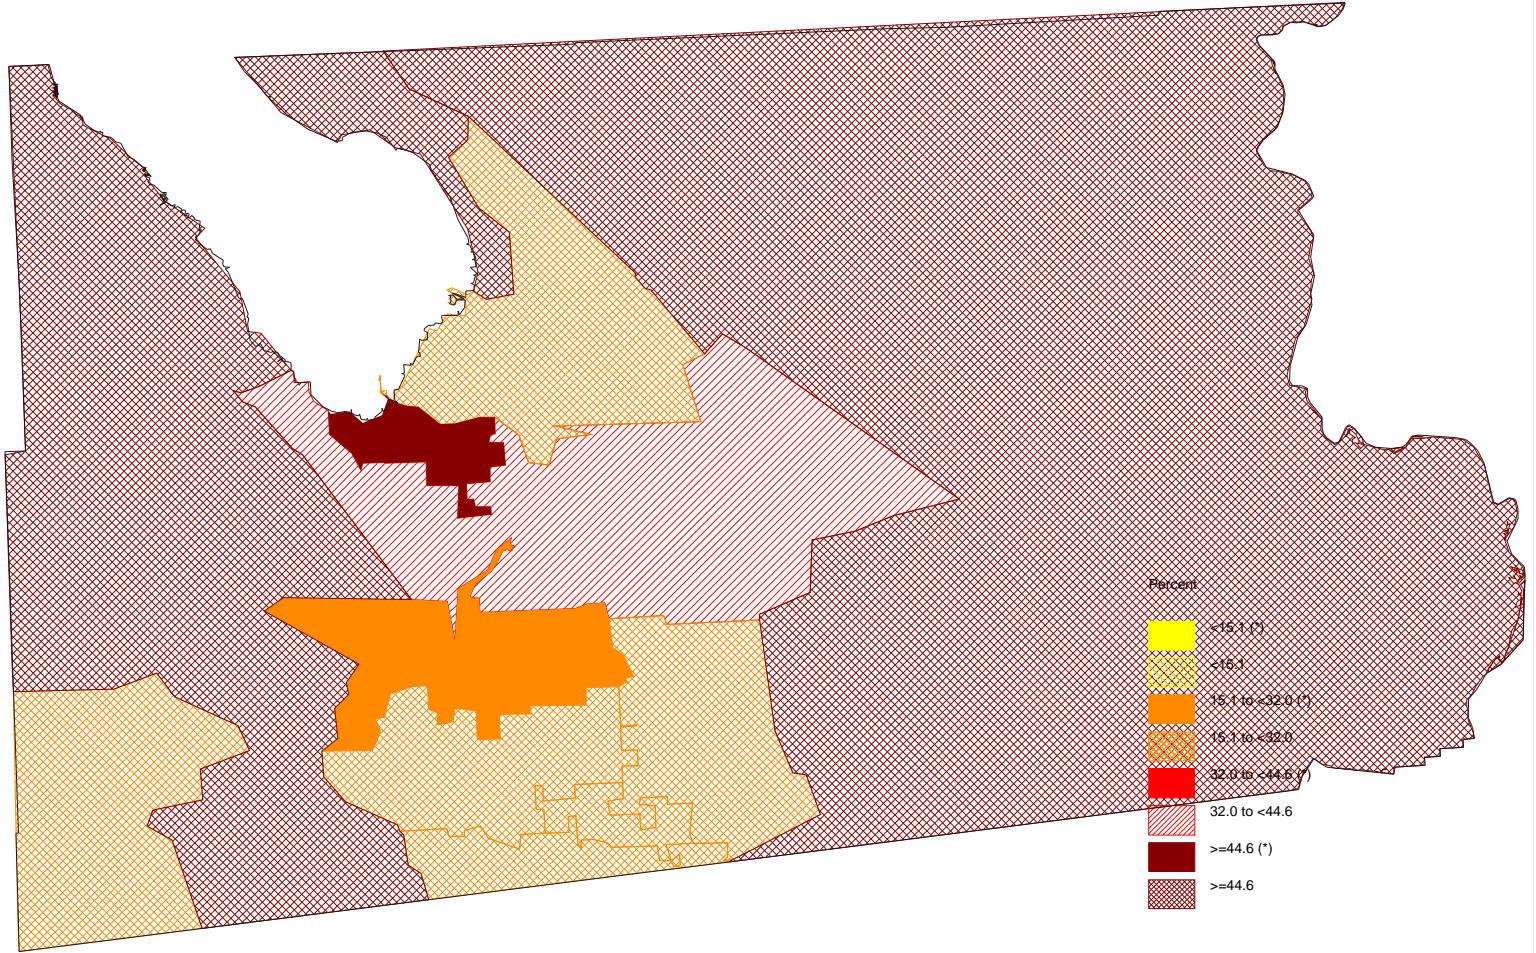 Percent
<15.1 (*)
<15.1
15.1 to <32.0 (*)
15.1 to <32.0
32.0 to <44.6 (*)
32.0 to <44.6
>=44.6 (*)
>=44.6